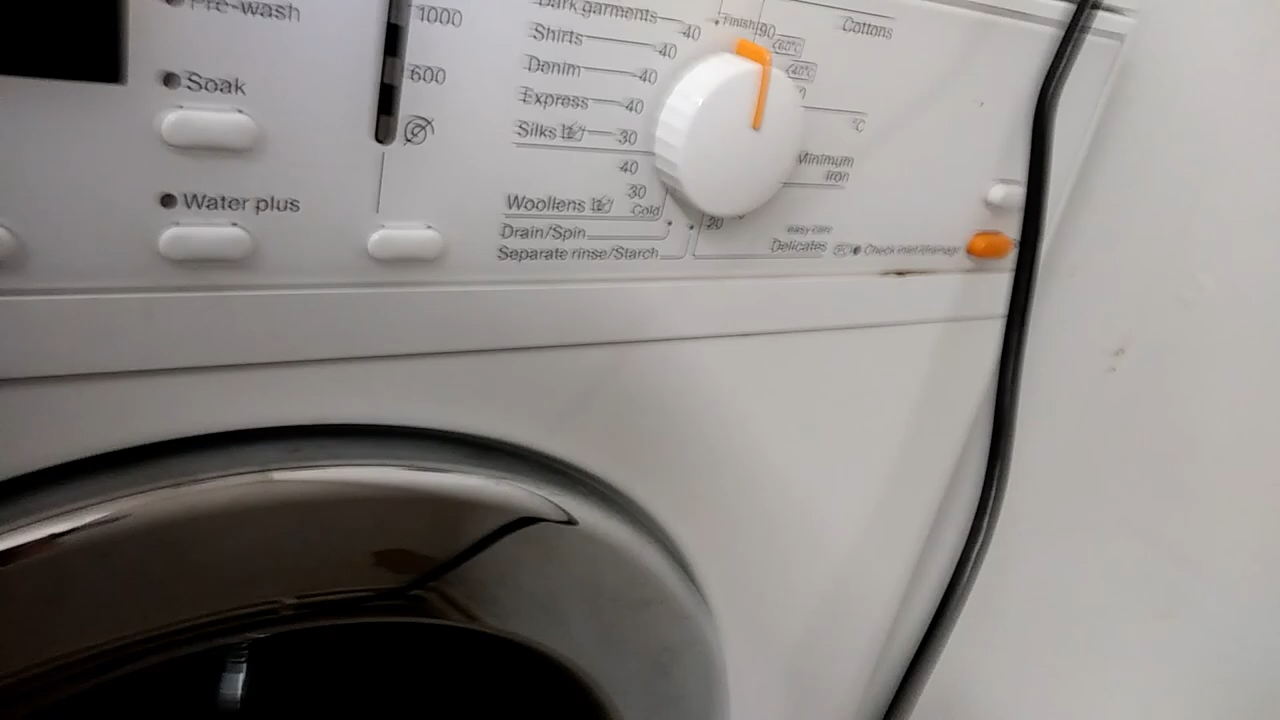 Pre-wash
Soak
Water plus
1000
600
Dark garments 40
Shirts 40
Denim 40
Express 40
Silks 30
40
30
Woollens Cold
Drain/Spin
Separate rinse/Starch
Finish
90
60°C
40°C
Cottons
°C
Minimum
iron
20
easy care
Delicates
Check inlet/drainage